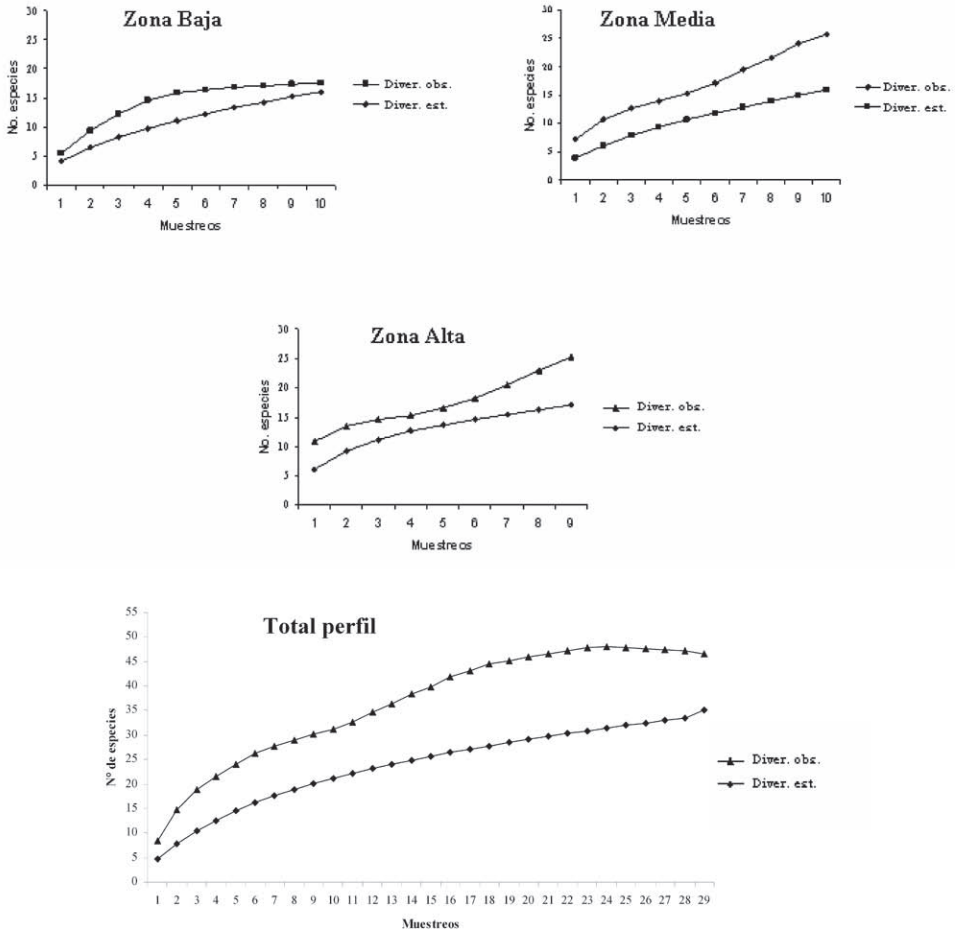 Zona Baja
30
25
20
15
10
5
0
No. especies
1 2 3 4 5 6 7 8 9 10
Muestreos
Diver. obs.
Diver. est.
Zona Media
30
25
20
15
10
5
0
No. especies
1 2 3 4 5 6 7 8 9 10
Muestreos
Diver. obs.
Diver. est.
Zona Alta
30
25
20
15
10
5
0
No. especies
1 2 3 4 5 6 7 8 9
Muestreos
Diver. obs.
Diver. est.
Total perfil
55
50
45
40
35
30
25
20
15
10
5
0
N° de especies
1 2 3 4 5 6 7 8 9 10 11 12 13 14 15 16 17 18 19 20 21 22 23 24 25 26 27 28 29
Muestreos
Diver. obs.
Diver. est.